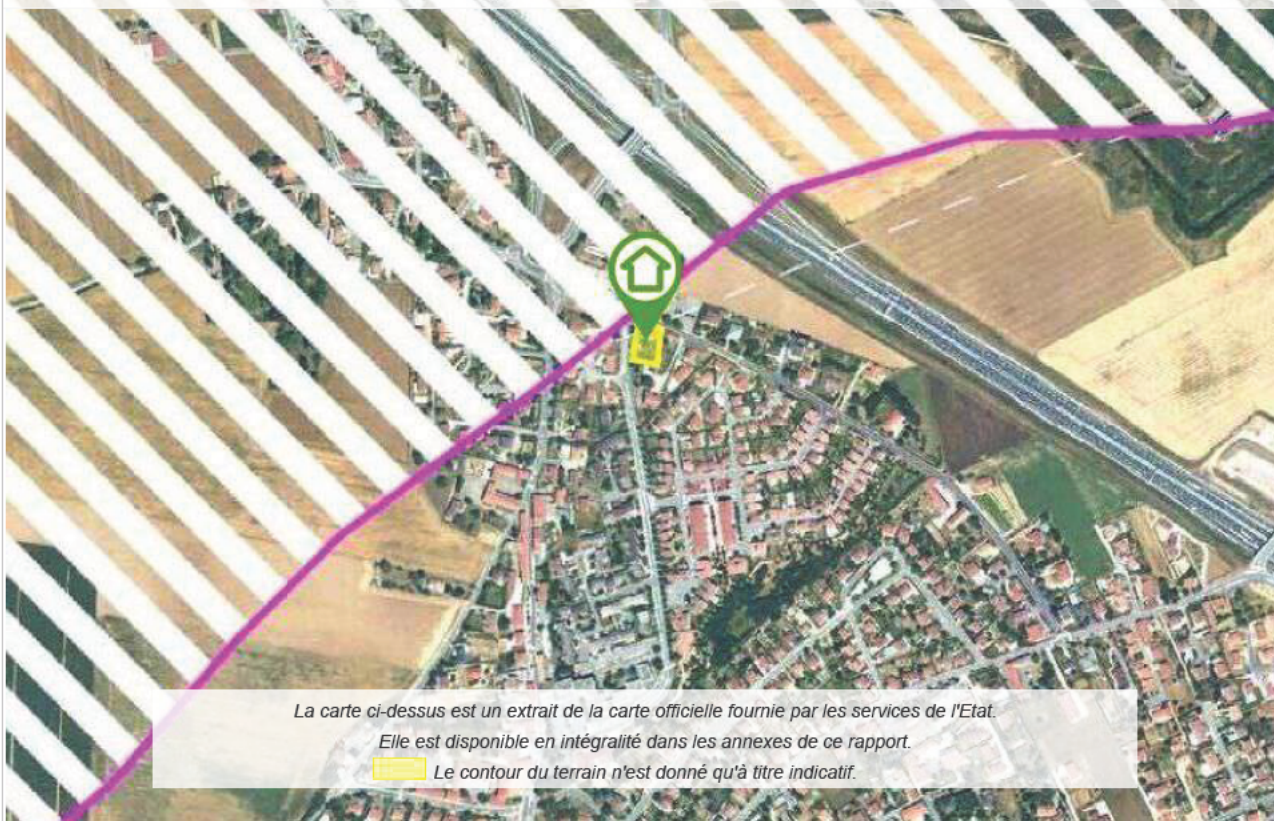 La carte ci-dessus est un extrait de la carte officielle fournie par les services de l'Etat.
Elle est disponible en intégralité dans les annexes de ce rapport.
Le contour du terrain n'est donné qu'à titre indicatif.